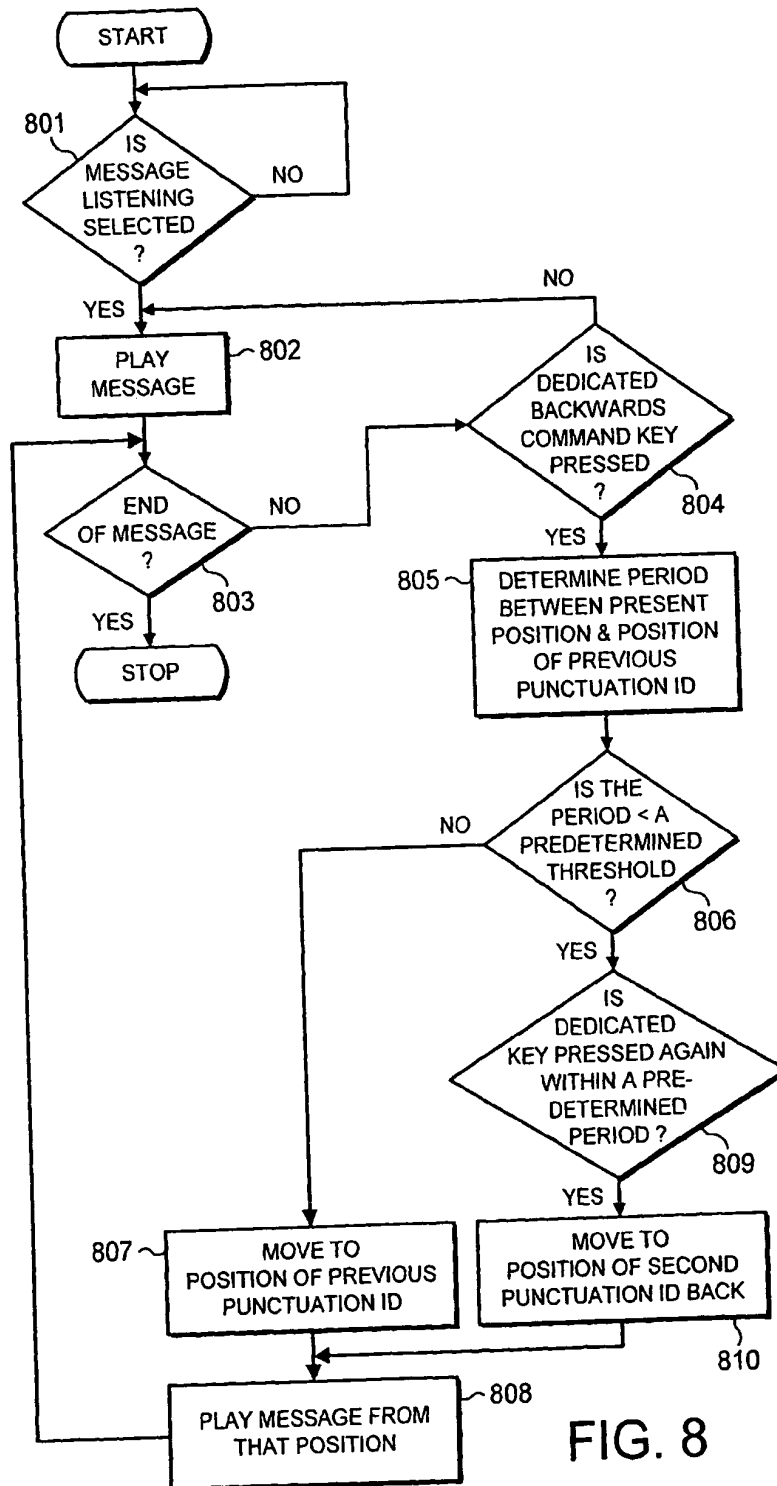 START
801
IS
MESSAGE
LISTENING
SELECTED
?
NO
YES
PLAY
MESSAGE
802
END
OF MESSAGE
?
NO
803
YES
STOP
NO
IS
DEDICATED
BACKWARDS
COMMAND KEY
PRESSED
?
804
YES
805
DETERMINE PERIOD
BETWEEN PRESENT
POSITION & POSITION
OF PREVIOUS
PUNCTUATION ID
IS THE
PERIOD < A
PREDETERMINED
THRESHOLD
?
NO
806
YES
IS
DEDICATED
KEY PRESSED AGAIN
WITHIN A PRE-
DETERMINED
PERIOD ?
809
YES
807
MOVE TO
POSITION OF PREVIOUS
PUNCTUATION ID
MOVE TO
POSITION OF SECOND
PUNCTUATION ID BACK
810
808
PLAY MESSAGE FROM
THAT POSITION
FIG. 8